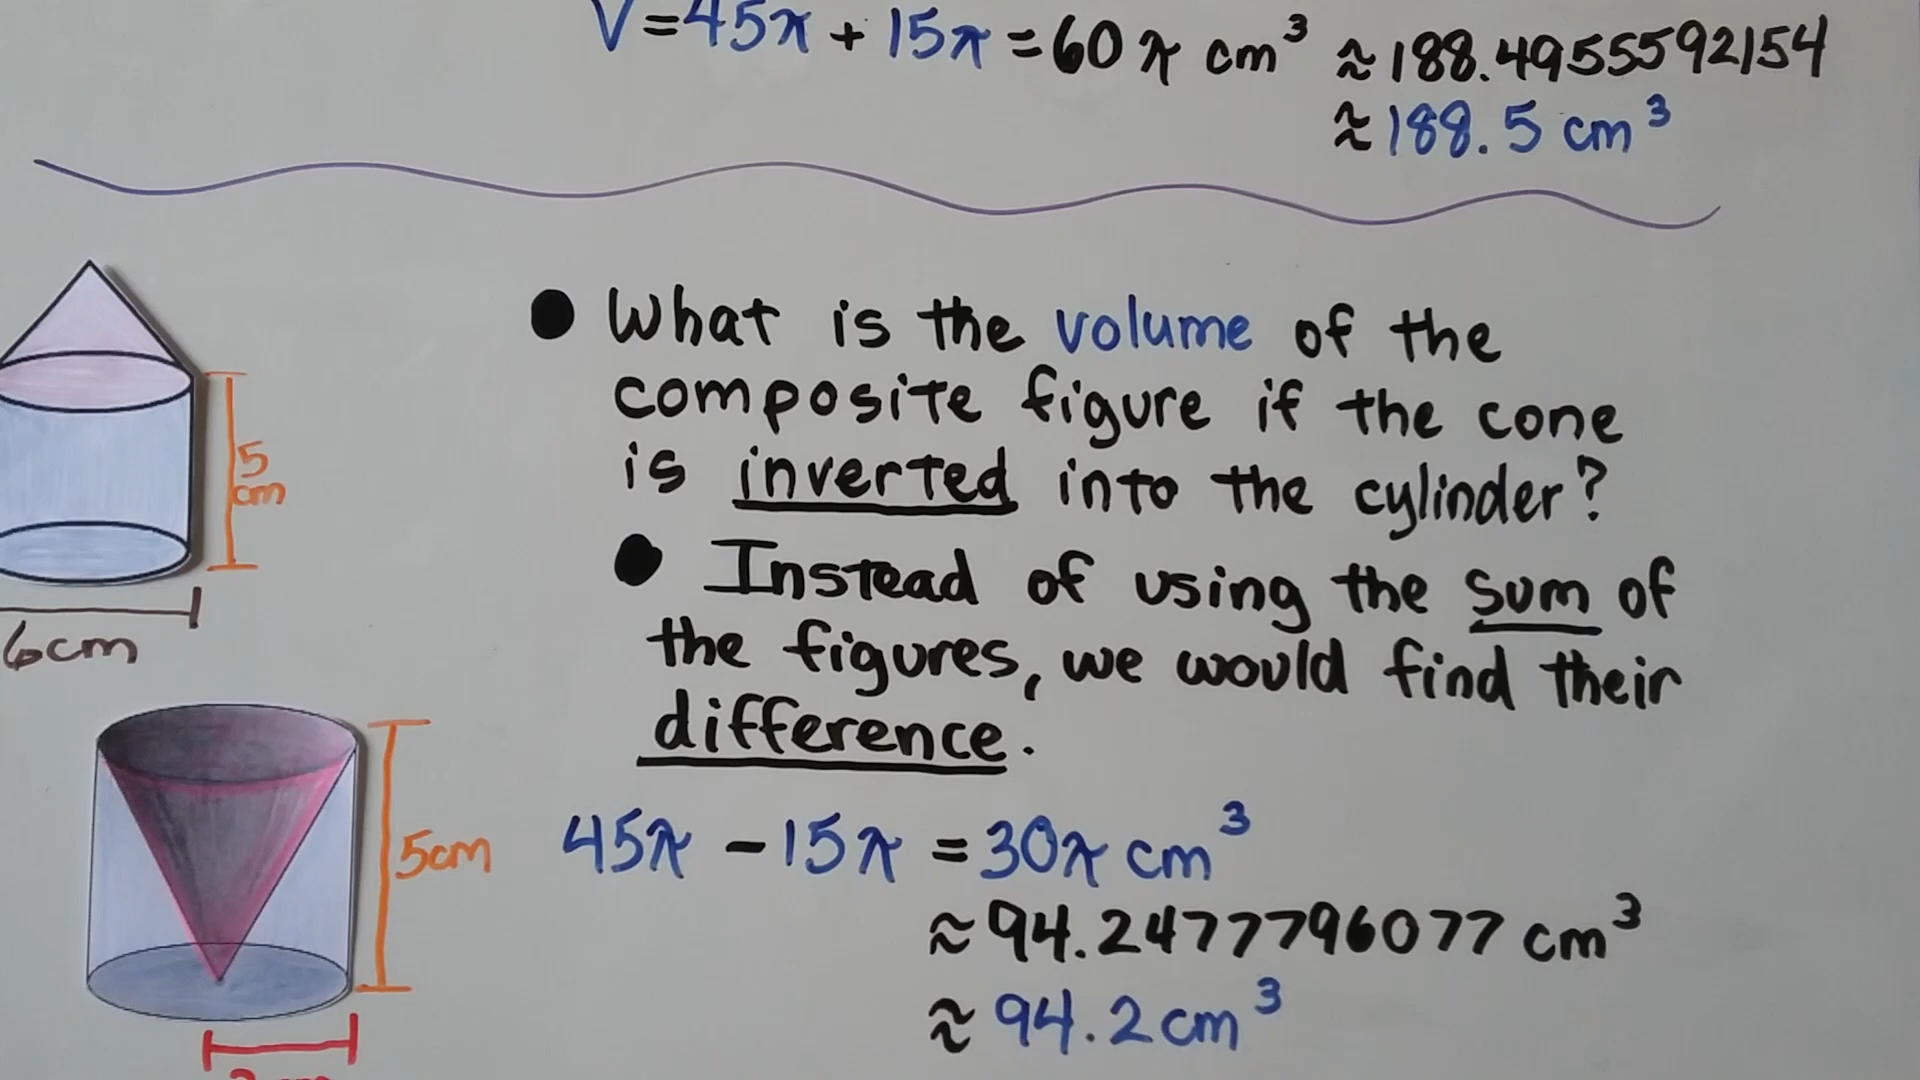 V=45π + 15π = 60π cm³ ≈188.4955592154
≈188.5 cm³
• What is the volume of the
composite figure if the cone
is inverted into the cylinder?
• Instead of using the sum of
the figures, we would find their
difference.
5
cm
6cm
5cm
45π - 15π = 30π cm³
≈94.2477796077 cm³
≈ 94.2cm³